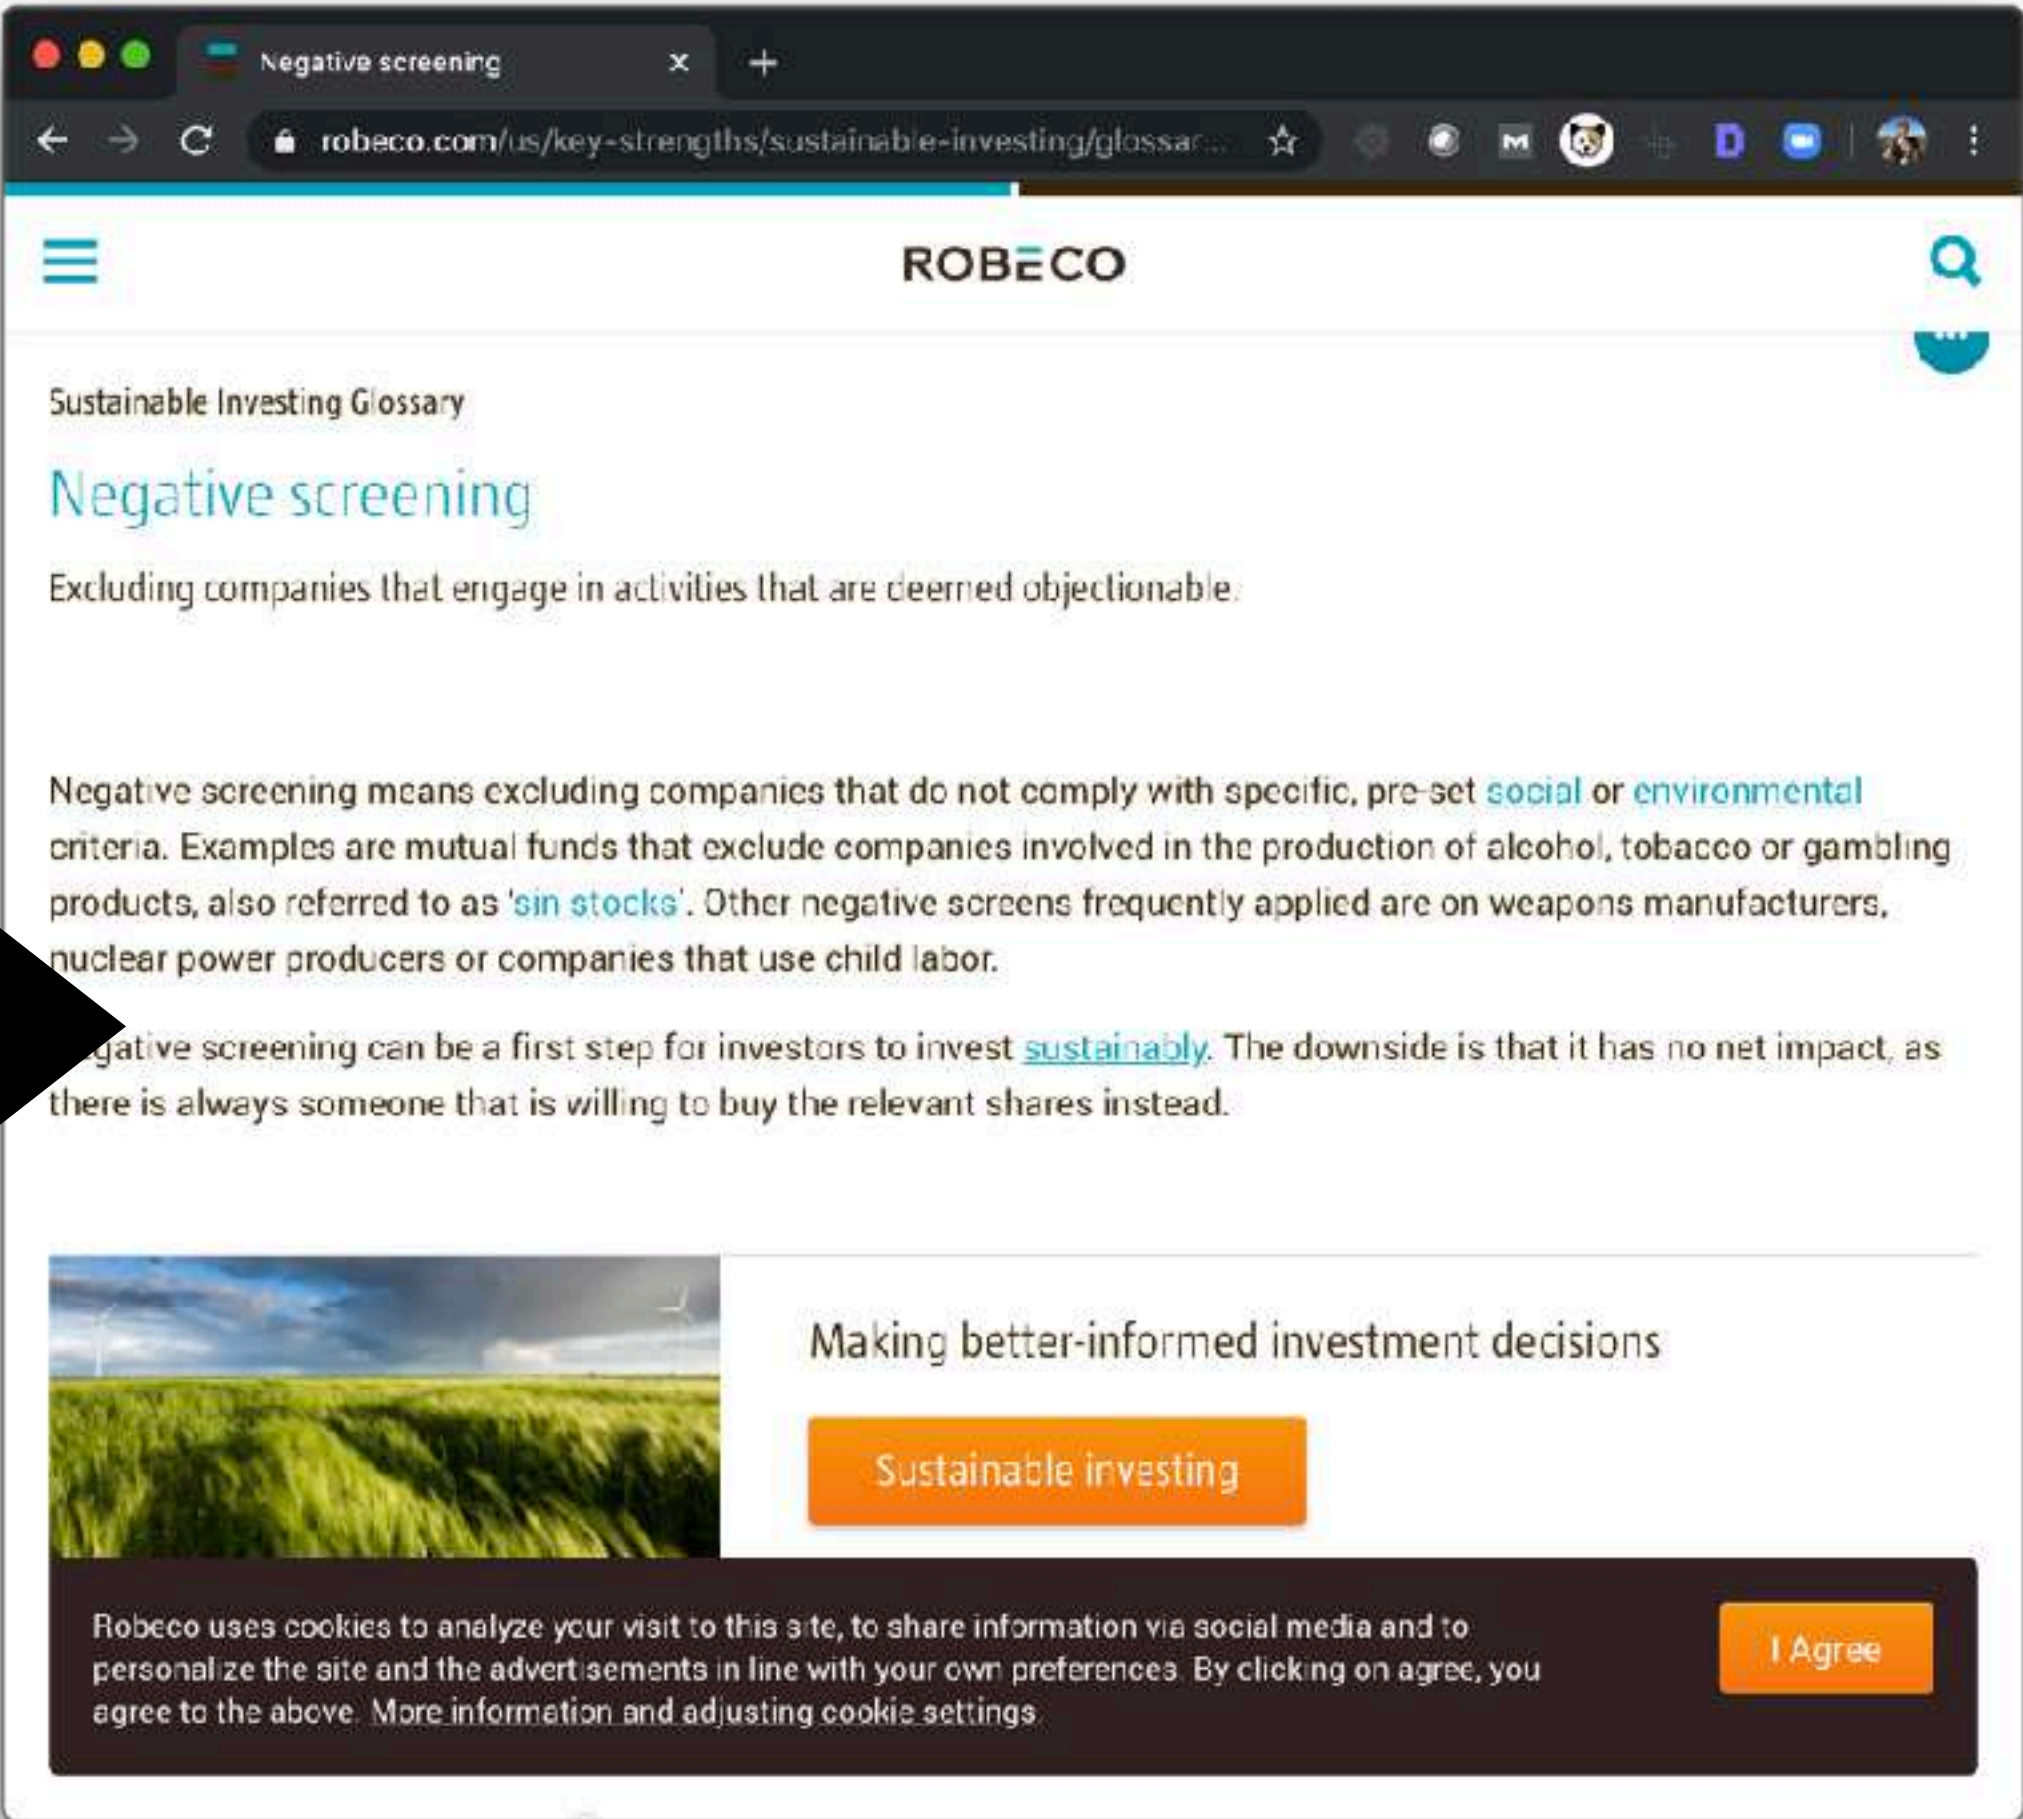 Negative screening
robeco.com/us/key-strengths/sustainable-investing/glossar...
ROBECO
Sustainable Investing Glossary
Negative screening
Excluding companies that engage in activities that are deemed objectionable.
Negative screening means excluding companies that do not comply with specific, pre-set social or environmental
criteria. Examples are mutual funds that exclude companies involved in the production of alcohol, tobacco or gambling
products, also referred to as 'sin stocks'. Other negative screens frequently applied are on weapons manufacturers,
nuclear power producers or companies that use child labor.
gative screening can be a first step for investors to invest sustainably. The downside is that it has no net impact, as
there is always someone that is willing to buy the relevant shares instead.
Making better-informed investment decisions
Sustainable investing
Robeco uses cookies to analyze your visit to this site, to share information via social media and to
personalize the site and the advertisements in line with your own preferences. By clicking on agree, you
agree to the above. More information and adjusting cookie settings.
I Agree